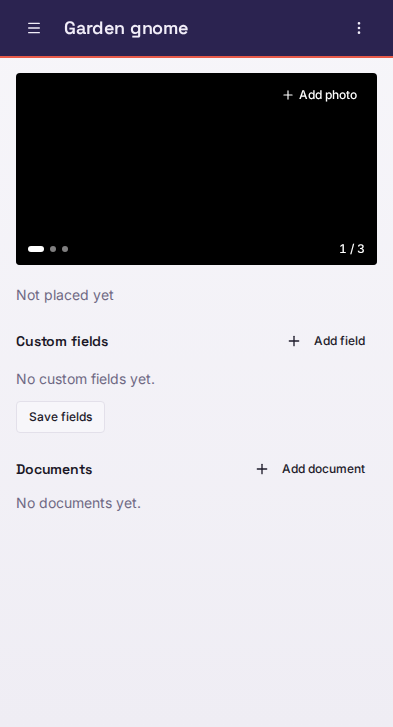 Garden gnome
Add photo
1 / 3
Not placed yet
Custom fields
Add field
No custom fields yet.
Save fields
Documents
Add document
No documents yet.